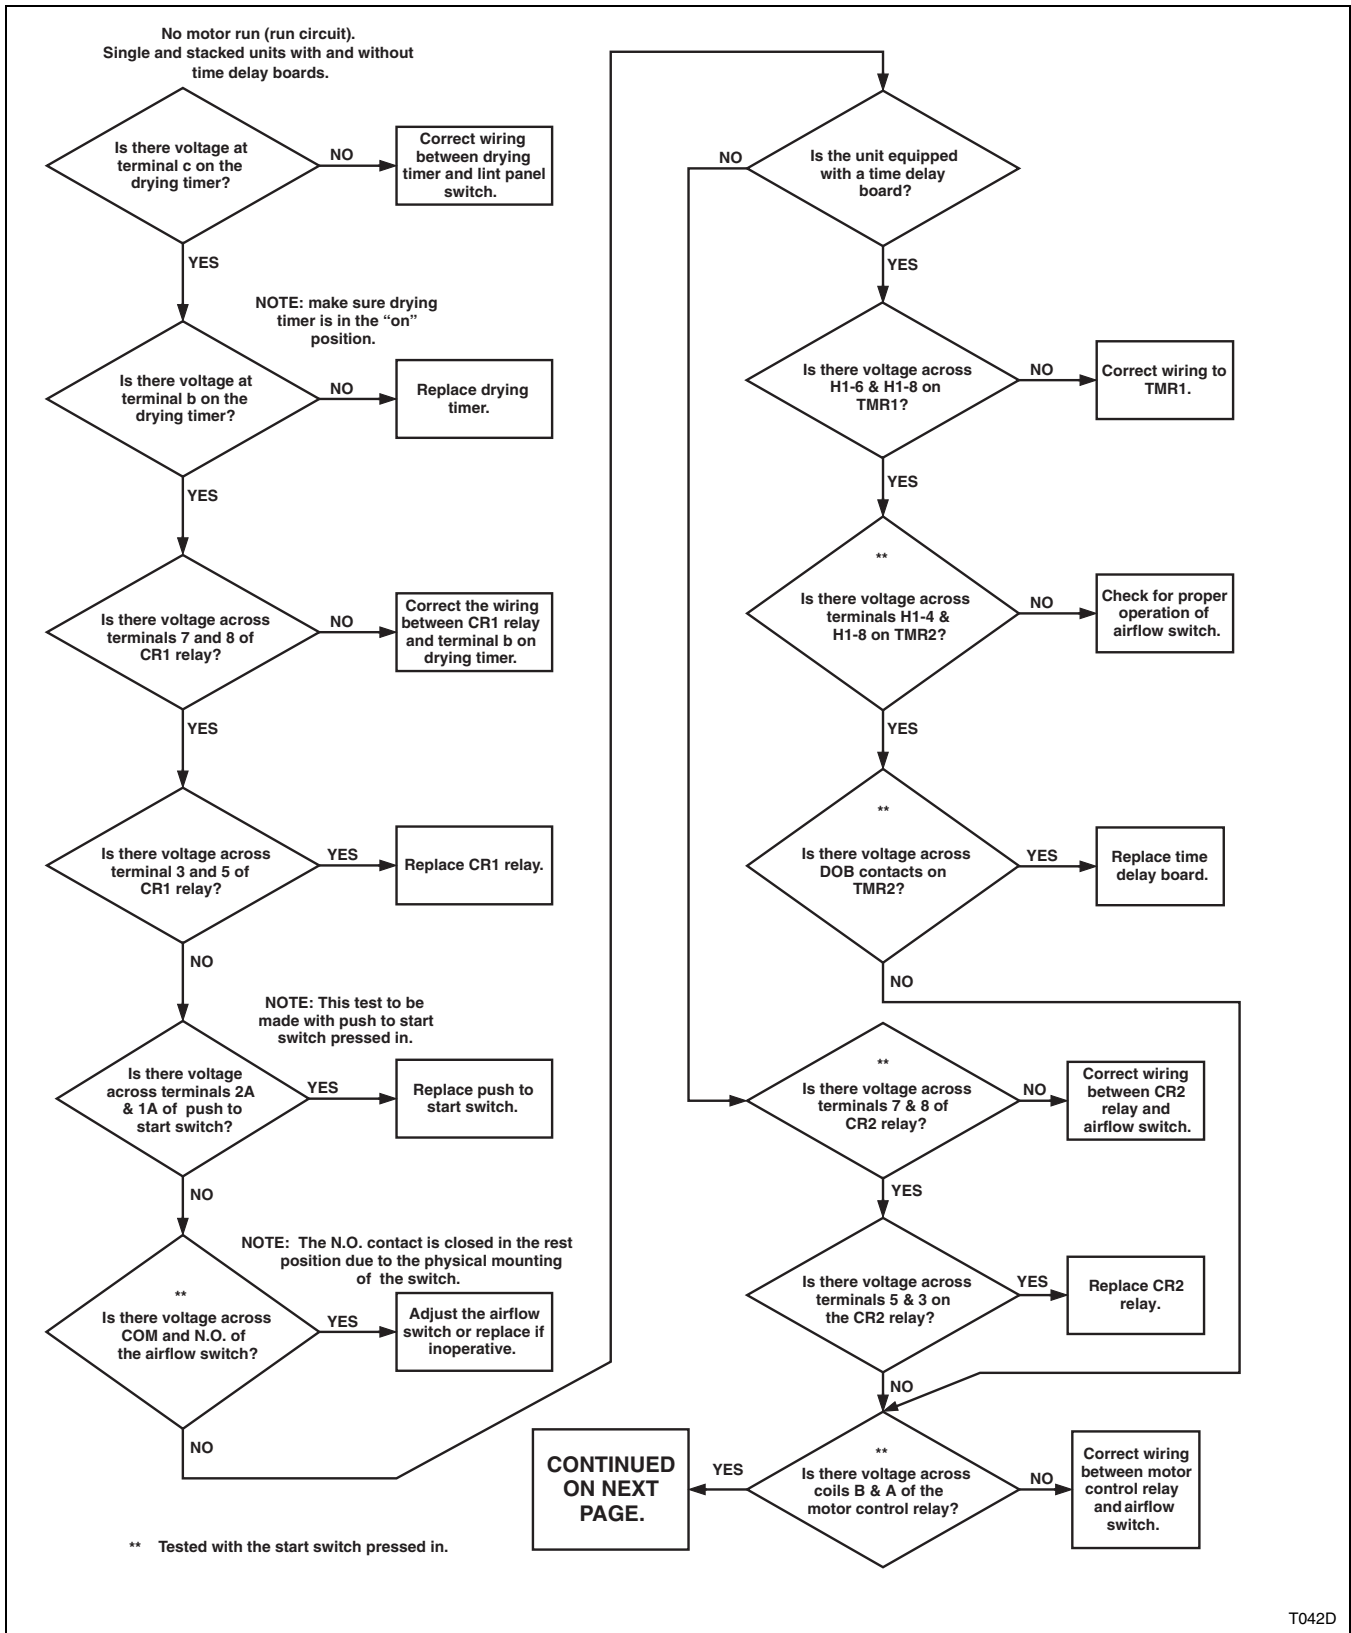 No motor run (run circuit).
Single and stacked units with and without
time delay boards.
Is there voltage at
terminal c on the
drying timer?
NO
Correct wiring
between drying
timer and lint panel
switch.
YES
NOTE: make sure drying
timer is in the “on”
position.
Is there voltage at
terminal b on the
drying timer?
NO
Replace drying
timer.
YES
Is there voltage across
terminals 7 and 8 of
CR1 relay?
NO
Correct the wiring
between CR1 relay
and terminal b on
drying timer.
YES
Is there voltage across
terminal 3 and 5 of
CR1 relay?
YES
Replace CR1 relay.
NO
NOTE: This test to be
made with push to start
switch pressed in.
Is there voltage
across terminals 2A
& 1A of push to
start switch?
YES
Replace push to
start switch.
NO
NOTE: The N.O. contact is closed in the rest
position due to the physical mounting
of the switch.
**
Is there voltage across
COM and N.O. of
the airflow switch?
YES
Adjust the airflow
switch or replace if
inoperative.
NO
** Tested with the start switch pressed in.
Is the unit equipped
with a time delay
board?
NO
YES
Is there voltage across
H1-6 & H1-8 on
TMR1?
NO
Correct wiring to
TMR1.
YES
**
Is there voltage across
terminals H1-4 &
H1-8 on TMR2?
NO
Check for proper
operation of
airflow switch.
YES
**
Is there voltage across
DOB contacts on
TMR2?
YES
Replace time
delay board.
NO
**
Is there voltage across
terminals 7 & 8 of
CR2 relay?
NO
Correct wiring
between CR2
relay and
airflow switch.
YES
Is there voltage across
terminals 5 & 3 on
the CR2 relay?
YES
Replace CR2
relay.
NO
**
Is there voltage across
coils B & A of the
motor control relay?
NO
Correct wiring
between motor
control relay
and airflow
switch.
YES
CONTINUED
ON NEXT
PAGE.
T042D